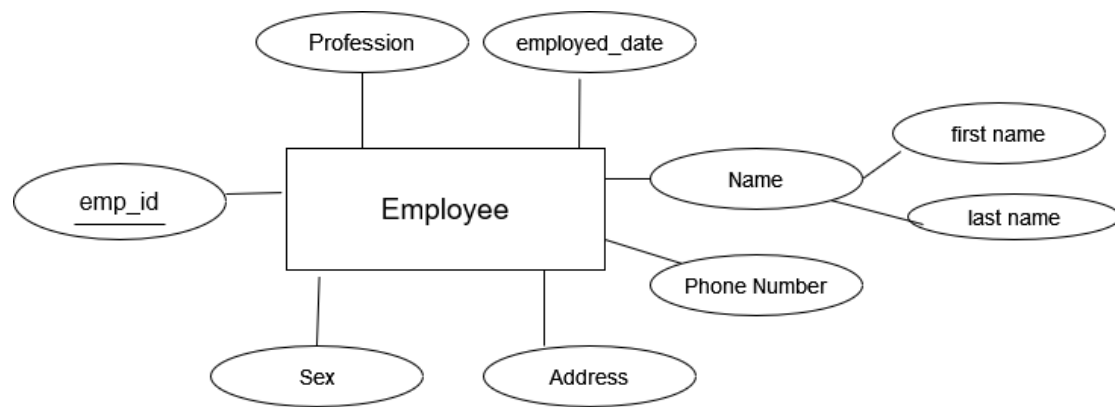 Profession
employed_date
first name
Name
emp_id
Employee
last name
Phone Number
Sex
Address